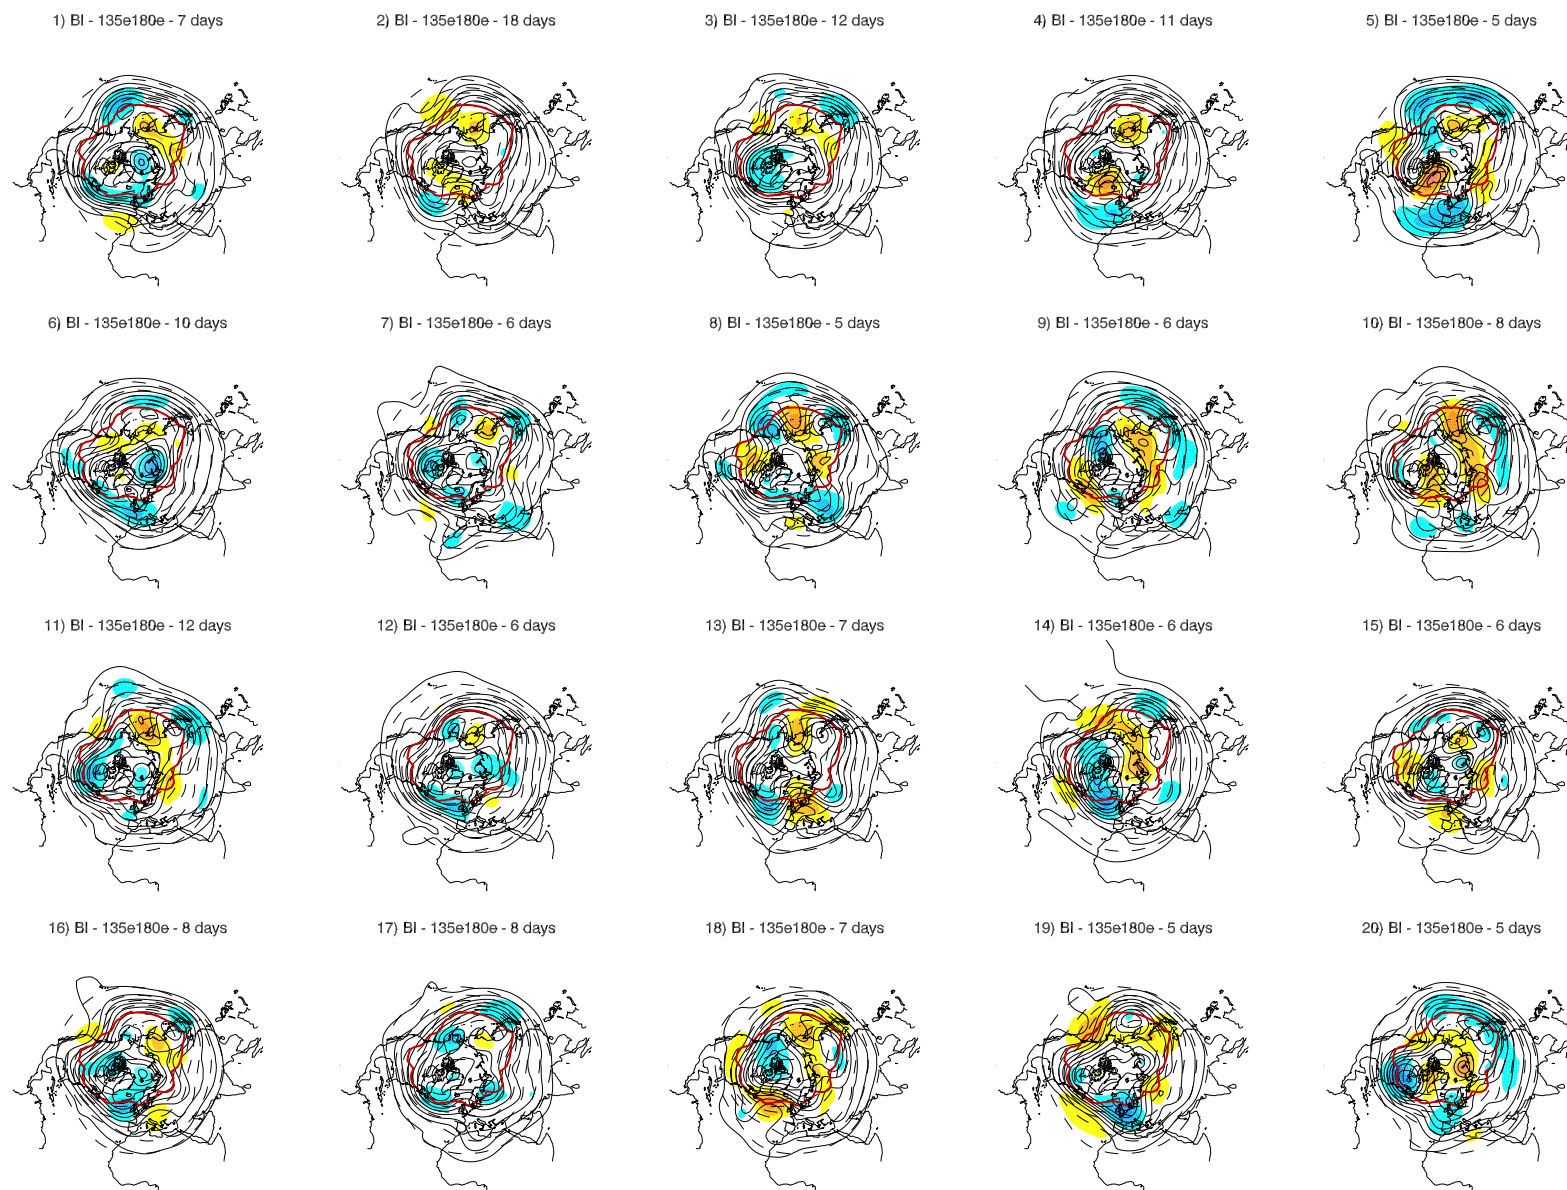 1) BI - 135e180e - 7 days
2) BI - 135e180e - 18 days
3) BI - 135e180e - 12 days
4) BI - 135e180e - 11 days
5) BI - 135e180e - 5 days
6) BI - 135e180e - 10 days
7) BI - 135e180e - 6 days
8) BI - 135e180e - 5 days
9) BI - 135e180e - 6 days
10) BI - 135e180e - 8 days
11) BI - 135e180e - 12 days
12) BI - 135e180e - 6 days
13) BI - 135e180e - 7 days
14) BI - 135e180e - 6 days
15) BI - 135e180e - 6 days
16) BI - 135e180e - 8 days
17) BI - 135e180e - 8 days
18) BI - 135e180e - 7 days
19) BI - 135e180e - 5 days
20) BI - 135e180e - 5 days